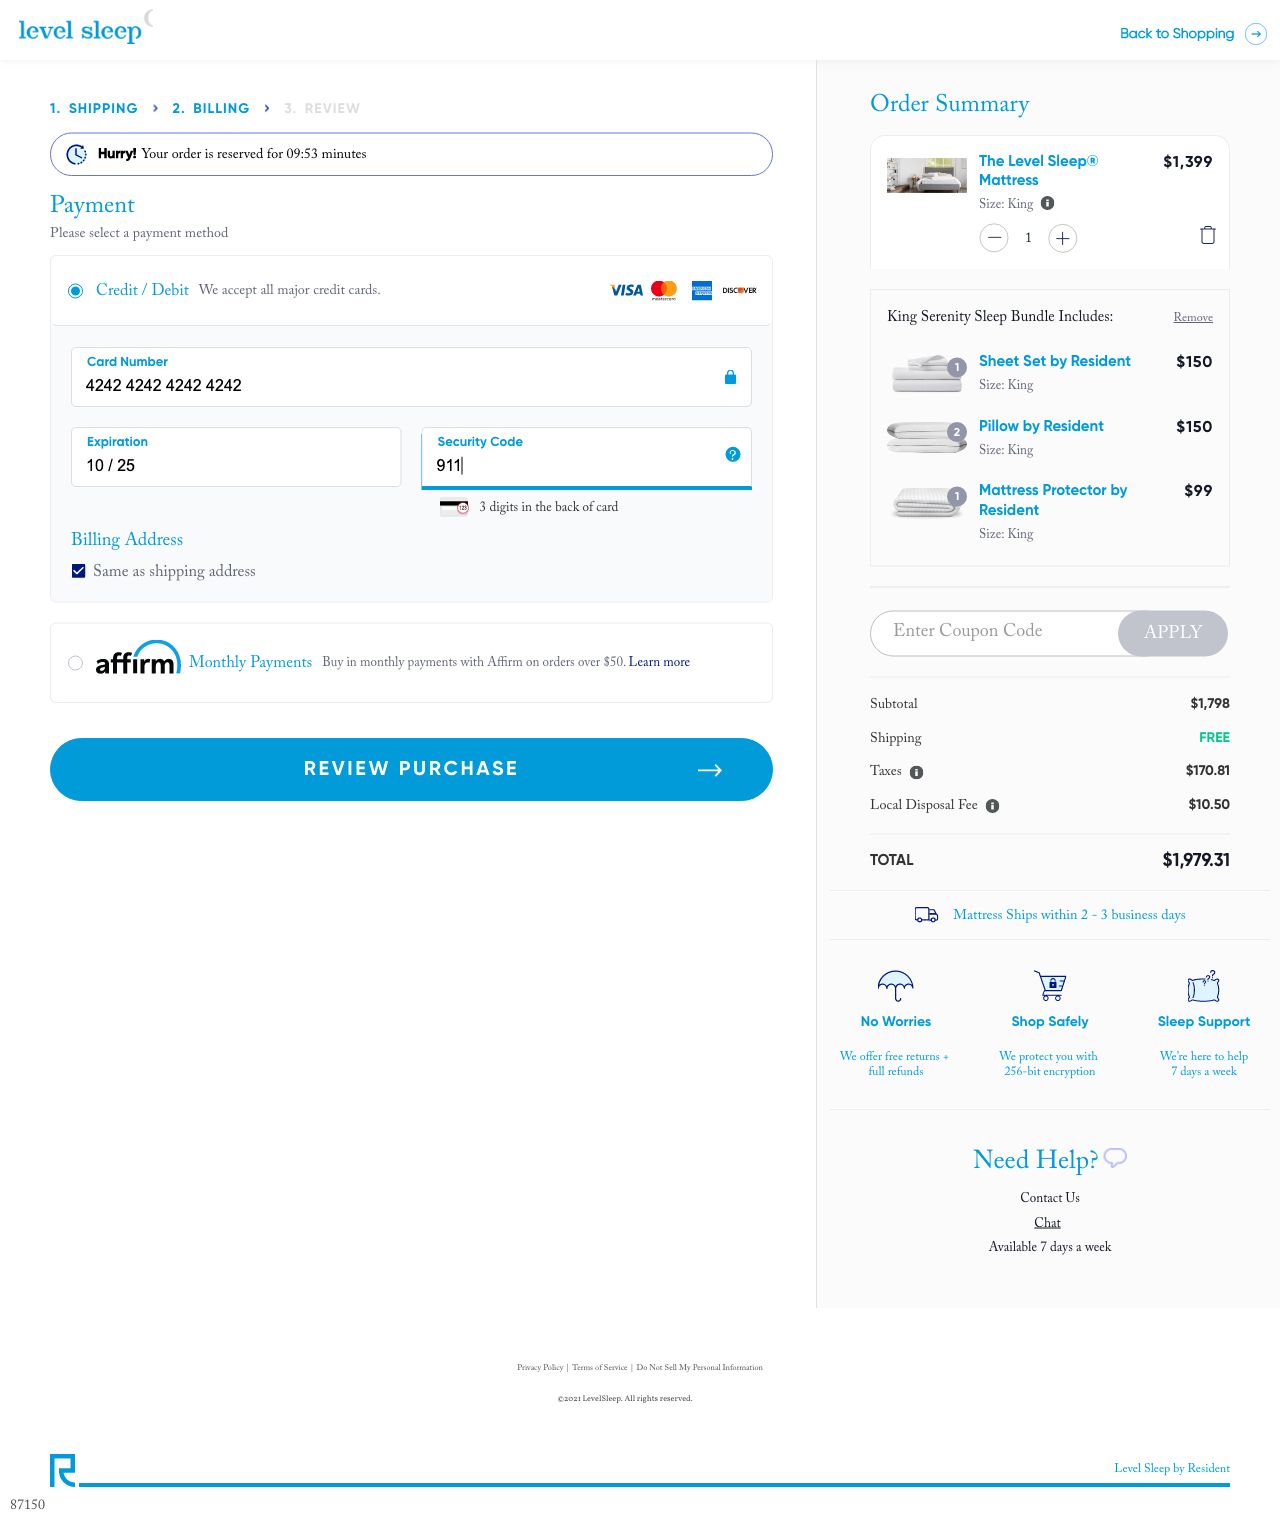 level sleep
Back to Shopping
1. SHIPPING > 2. BILLING > 3. REVIEW
Hurry! Your order is reserved for 09:53 minutes
Payment
Please select a payment method
Credit / Debit We accept all major credit cards.
VISA mastercard AMERICAN EXPRESS DISCOVER
Card Number
4242 4242 4242 4242
Expiration
10 / 25
Security Code
911
?
123
3 digits in the back of card
Billing Address
Same as shipping address
affirm Monthly Payments Buy in monthly payments with Affirm on orders over $50. Learn more
REVIEW PURCHASE
Order Summary
The Level Sleep® $1,399
Mattress
Size: King i
1
King Serenity Sleep Bundle Includes: Remove
1 Sheet Set by Resident $150
Size: King
2 Pillow by Resident $150
Size: King
1 Mattress Protector by $99
Resident
Size: King
Enter Coupon Code APPLY
Subtotal $1,798
Shipping FREE
Taxes i $170.81
Local Disposal Fee i $10.50
TOTAL $1,979.31
Mattress Ships within 2 - 3 business days
No Worries
We offer free returns +
full refunds
Shop Safely
We protect you with
256-bit encryption
Sleep Support
We're here to help
7 days a week
Need Help?
Contact Us
Chat
Available 7 days a week
Privacy Policy | Terms of Service | Do Not Sell My Personal Information
©2021 LevelSleep. All rights reserved.
R
Level Sleep by Resident
87150